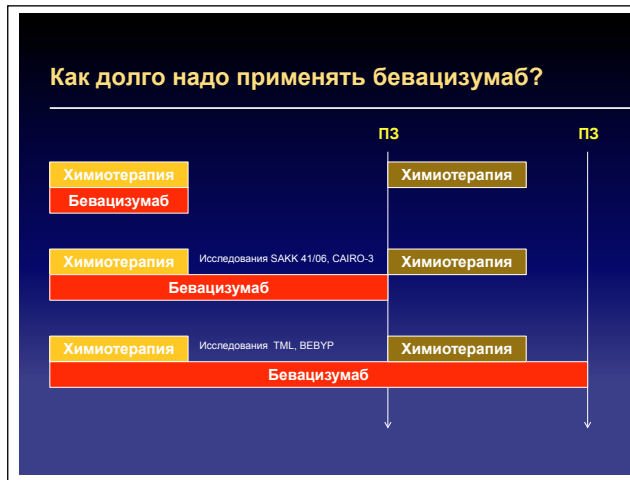 Как долго надо применять бевацизумаб?
ПЗ ПЗ
Химиотерапия Химиотерапия
Бевацизумаб
Химиотерапия Исследования SAKK 41/06, CAIRO-3 Химиотерапия
Бевацизумаб
Химиотерапия Исследования TML, BEBYP Химиотерапия
Бевацизумаб